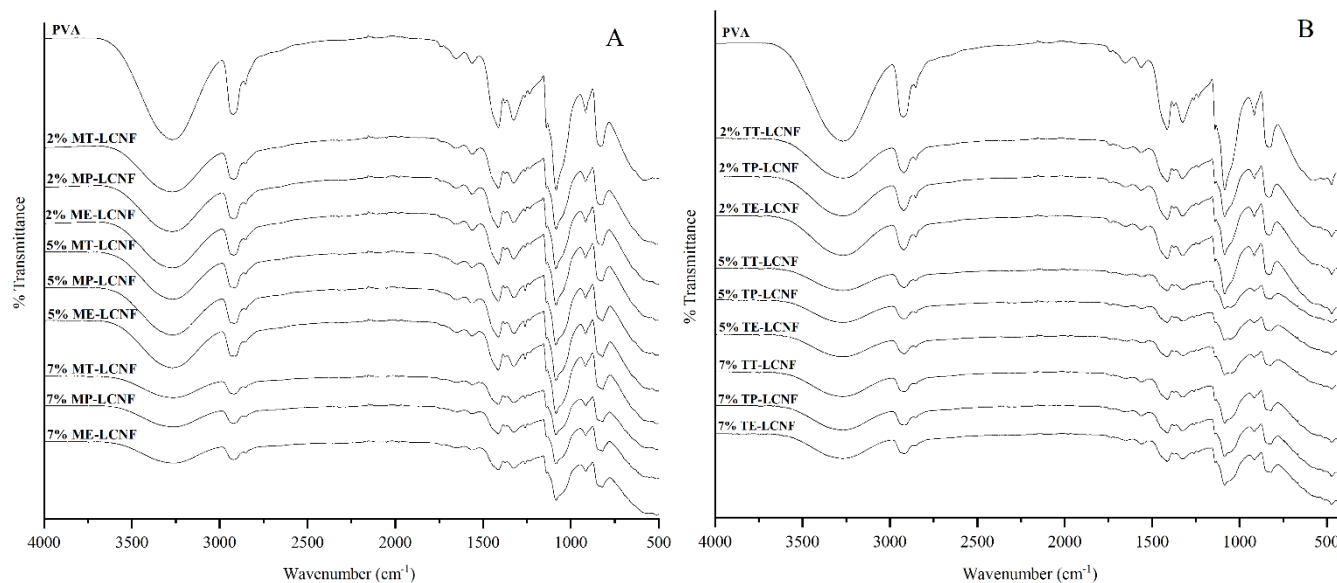 A
PVA
2% MT-LCNF
2% MP-LCNF
2% ME-LCNF
5% MT-LCNF
5% MP-LCNF
5% ME-LCNF
7% MT-LCNF
7% MP-LCNF
7% ME-LCNF
% Transmittance
4000 3500 3000 2500 2000 1500 1000 500
Wavenumber (cm⁻¹)
B
PVA
2% TT-LCNF
2% TP-LCNF
2% TE-LCNF
5% TT-LCNF
5% TP-LCNF
5% TE-LCNF
7% TT-LCNF
7% TP-LCNF
7% TE-LCNF
% Transmittance
4000 3500 3000 2500 2000 1500 1000 500
Wavenumber (cm⁻¹)